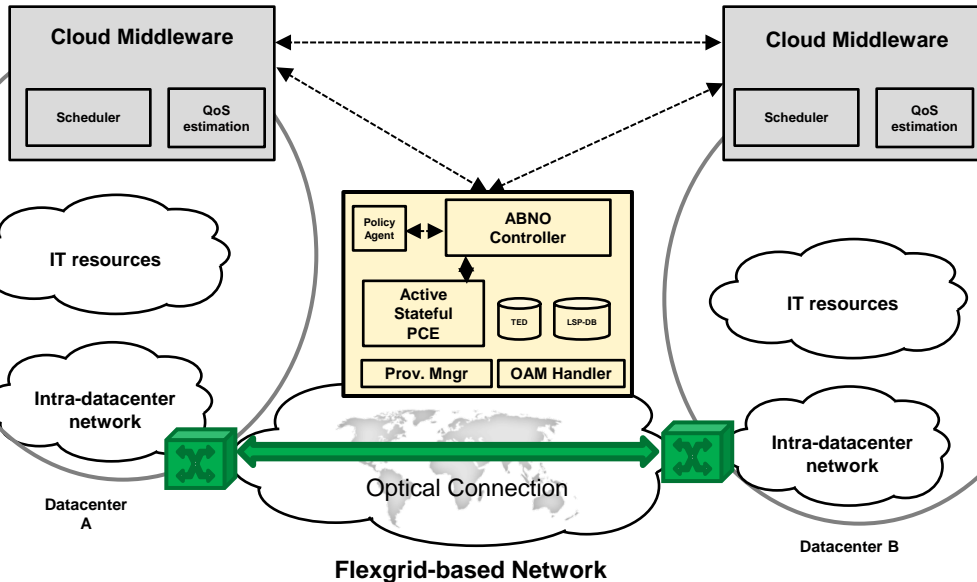 Cloud Middleware
Scheduler
QoS
estimation
Cloud Middleware
Scheduler
QoS
estimation
Policy
Agent
ABNO
Controller
Active
Stateful
PCE
TED
LSP-DB
Prov. Mngr
OAM Handler
IT resources
IT resources
Intra-datacenter
network
Intra-datacenter
network
Optical Connection
Datacenter
A
Datacenter B
Flexgrid-based Network